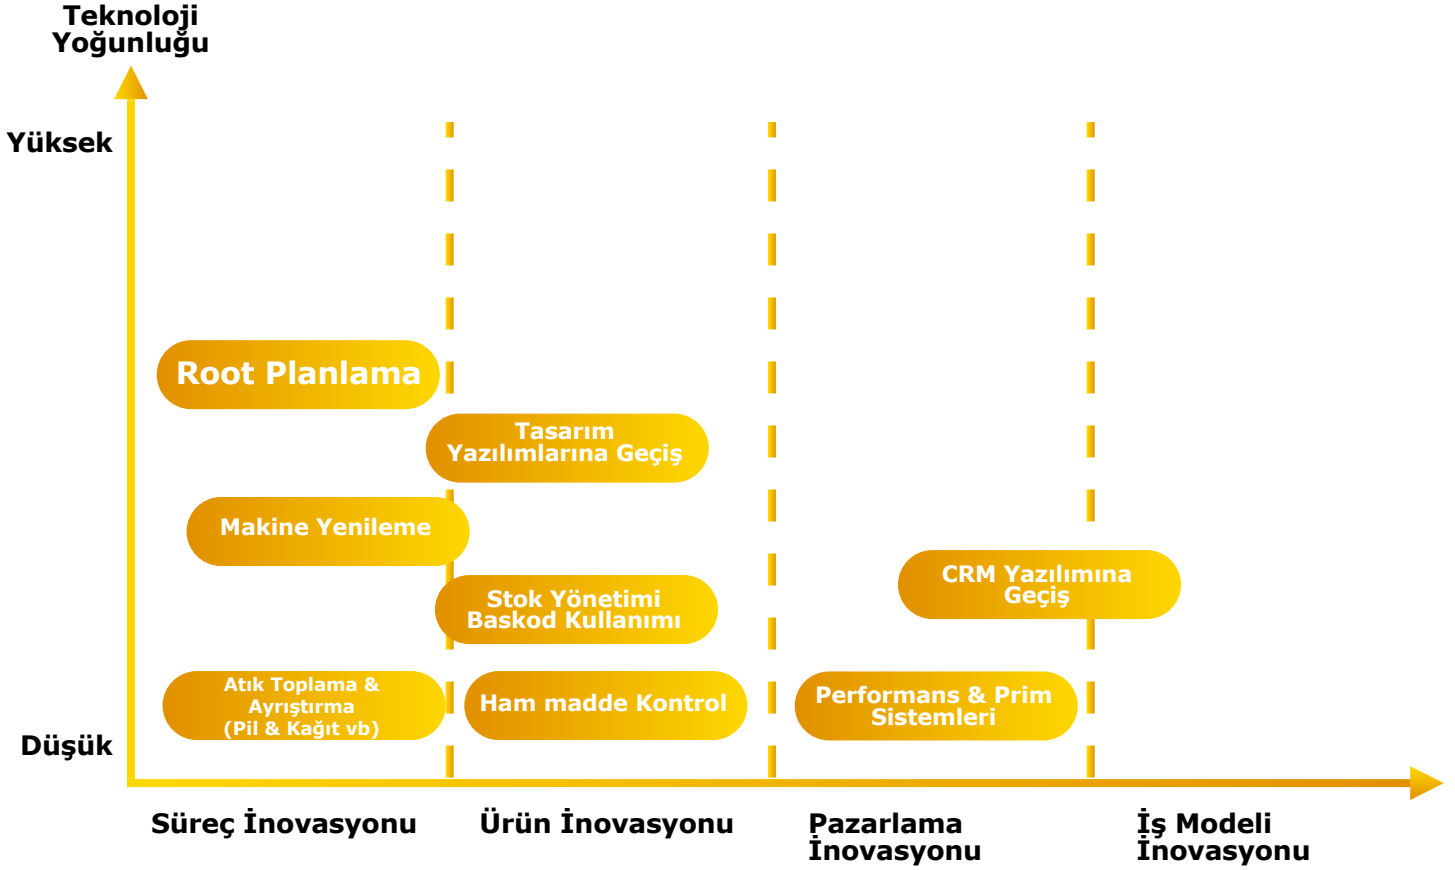 Teknoloji
Yoğunluğu
Yüksek
Root Planlama
Tasarım
Yazılımlarına Geçiş
Makine Yenileme
CRM Yazılımına
Geçiş
Stok Yönetimi
Baskod Kullanımı
Atık Toplama &
Ayrıştırma
(Pil & Kağıt vb)
Ham madde Kontrol
Performans & Prim
Sistemleri
Düşük
Süreç İnovasyonu
Ürün İnovasyonu
Pazarlama
İnovasyonu
İş Modeli
İnovasyonu